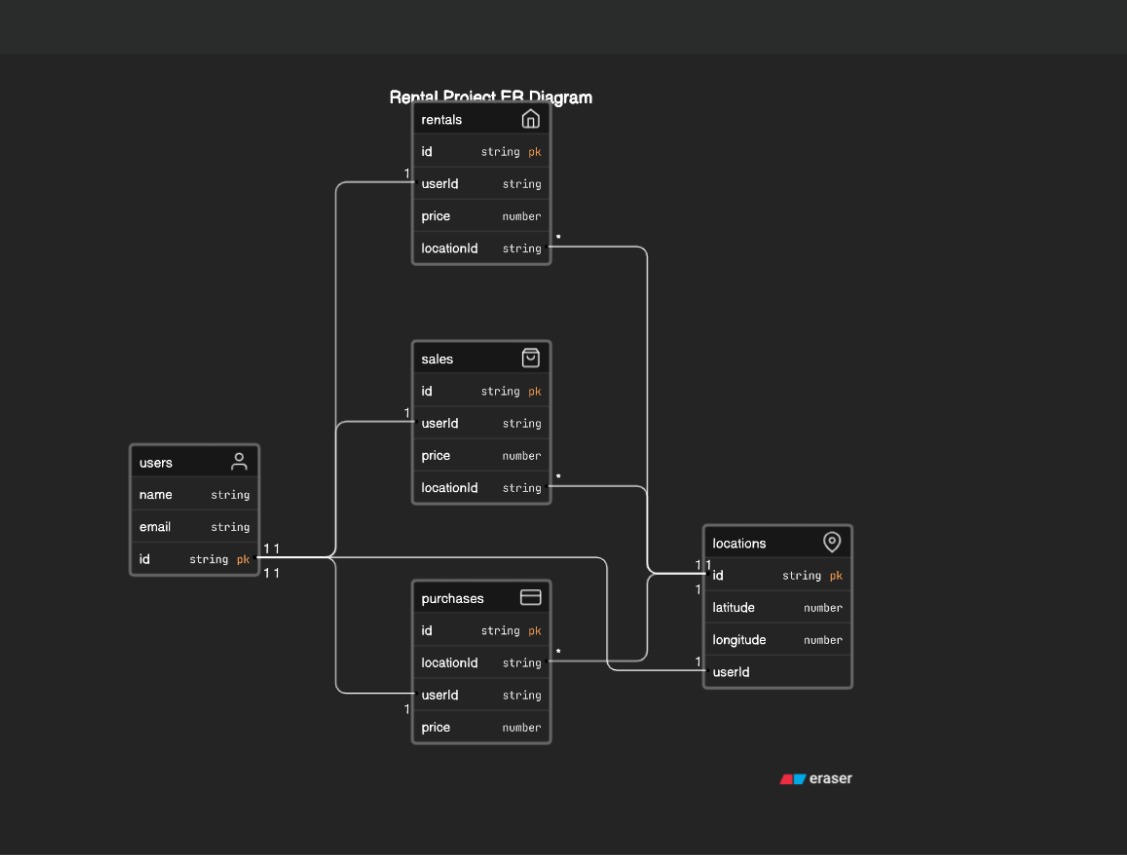 Rental Project ER Diagram
rentals
id string pk
1
userId string
price number
locationId string
*
sales
id string pk
1
userId string
price number
locationId string
*
users
name string
email string
id string pk
1 1
1 1
purchases
id string pk
locationId string
*
userId string
1
price number
locations
1 1
id string pk
1
latitude number
longitude number
1
userId
eraser